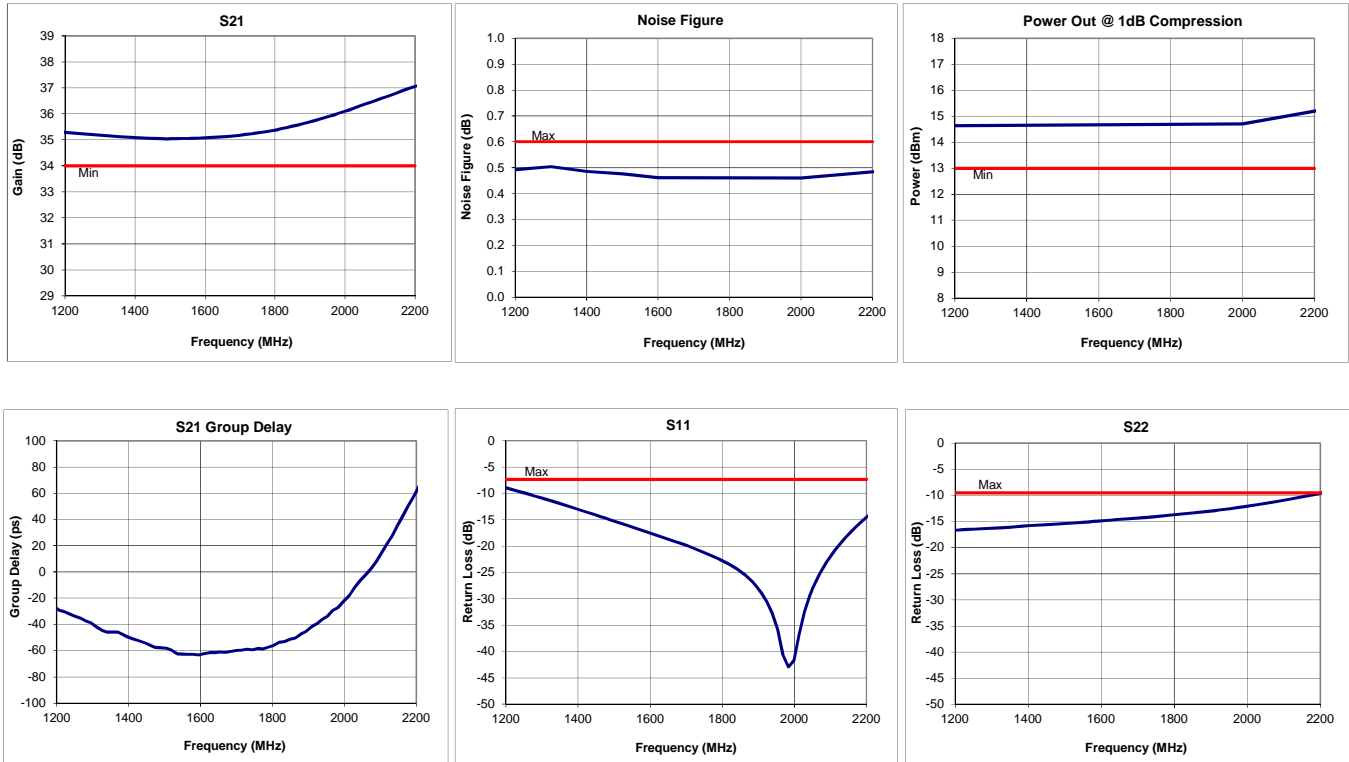 S21
39
38
37
36
35
34
33
32
31
30
29
Gain (dB)
Min
1200 1400 1600 1800 2000 2200
Frequency (MHz)
Noise Figure
1.0
0.9
0.8
0.7
0.6
0.5
0.4
0.3
0.2
0.1
0.0
Noise Figure (dB)
Max
1200 1400 1600 1800 2000 2200
Frequency (MHz)
Power Out @ 1dB Compression
18
17
16
15
14
13
12
11
10
9
8
Power (dBm)
Min
1200 1400 1600 1800 2000 2200
Frequency (MHz)
S21 Group Delay
100
80
60
40
20
0
-20
-40
-60
-80
-100
Group Delay (ps)
1200 1400 1600 1800 2000 2200
Frequency (MHz)
S11
0
-5
-10
-15
-20
-25
-30
-35
-40
-45
-50
Return Loss (dB)
Max
1200 1400 1600 1800 2000 2200
Frequency (MHz)
S22
0
-5
-10
-15
-20
-25
-30
-35
-40
-45
-50
Return Loss (dB)
Max
1200 1400 1600 1800 2000 2200
Frequency (MHz)